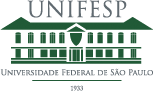 UNIFESP
UNIVERSIDADE FEDERAL DE SÃO PAULO
1933